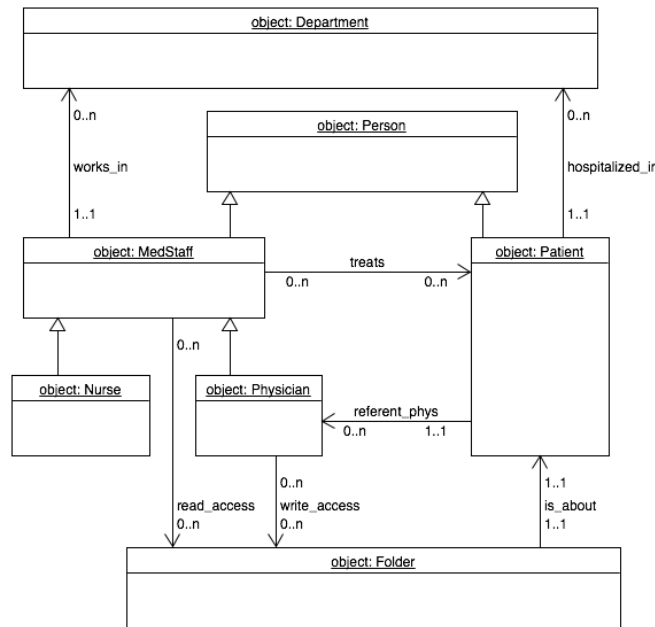 object: Department
0..n
0..n
object: Person
works_in
hospitalized_in
1..1
1..1
object: MedStaff
object: Patient
treats
0..n
0..n
0..n
object: Nurse
object: Physician
referent_phys
0..n
1..1
0..n
1..1
read_access
write_access
is_about
0..n
0..n
1..1
object: Folder